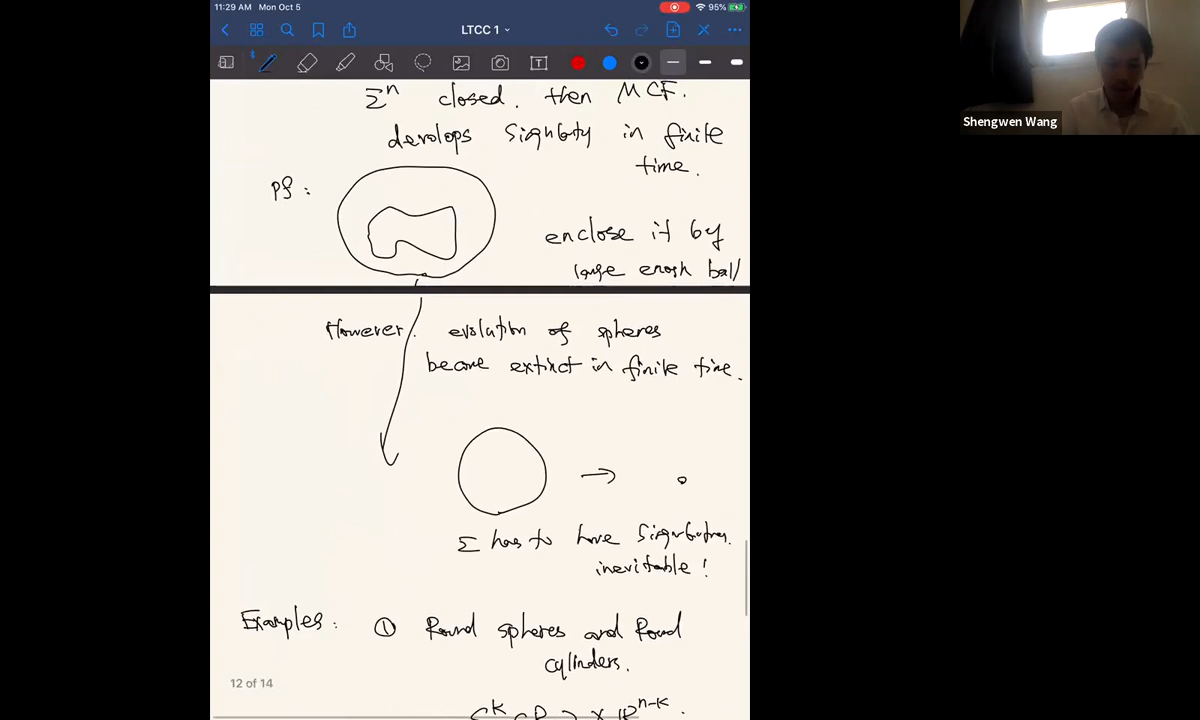 11:29 AM Mon Oct 5
95%
LTCC 1
Σⁿ closed. then MCF.
develops Singularity in finite
time.
pf:
enclose it by
large enough ball
However. evolution of spheres
become extinct in finite time.
Σ has to have Singularities.
inevitable!
Examples: ① Round spheres and Round
cylinders.
× ℝⁿ⁻ᵏ.
12 of 14
Shengwen Wang